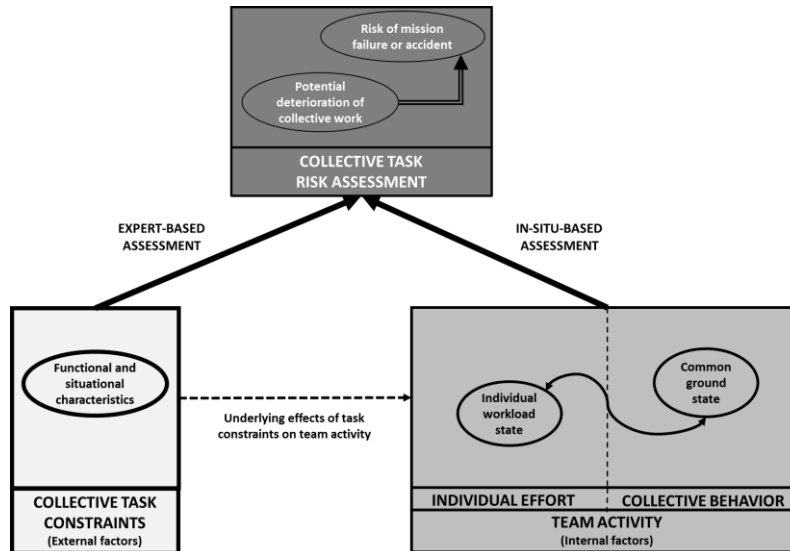 Risk of mission
failure or accident
Potential
deterioration of
collective work
COLLECTIVE TASK
RISK ASSESSMENT
EXPERT-BASED
ASSESSMENT
IN-SITU-BASED
ASSESSMENT
Functional and
situational
characteristics
Underlying effects of task
constraints on team activity
Individual
workload
state
Common
ground
state
COLLECTIVE TASK
CONSTRAINTS
(External factors)
INDIVIDUAL EFFORT
COLLECTIVE BEHAVIOR
TEAM ACTIVITY
(Internal factors)